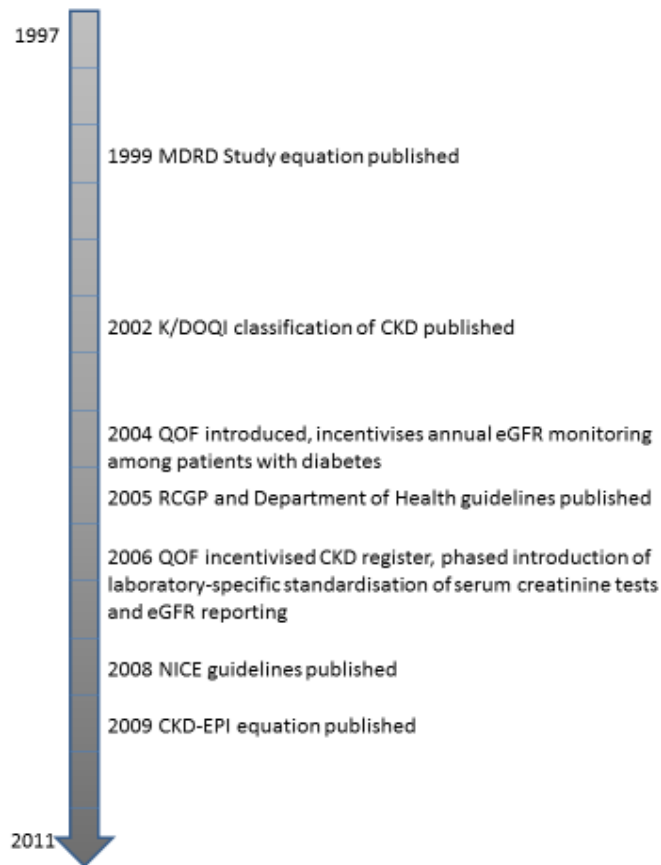 1997
1999 MDRD Study equation published
2002 K/DOQI classification of CKD published
2004 QOF introduced, incentivises annual eGFR monitoring
among patients with diabetes
2005 RCGP and Department of Health guidelines published
2006 QOF incentivised CKD register, phased introduction of
laboratory-specific standardisation of serum creatinine tests
and eGFR reporting
2008 NICE guidelines published
2009 CKD-EPI equation published
2011